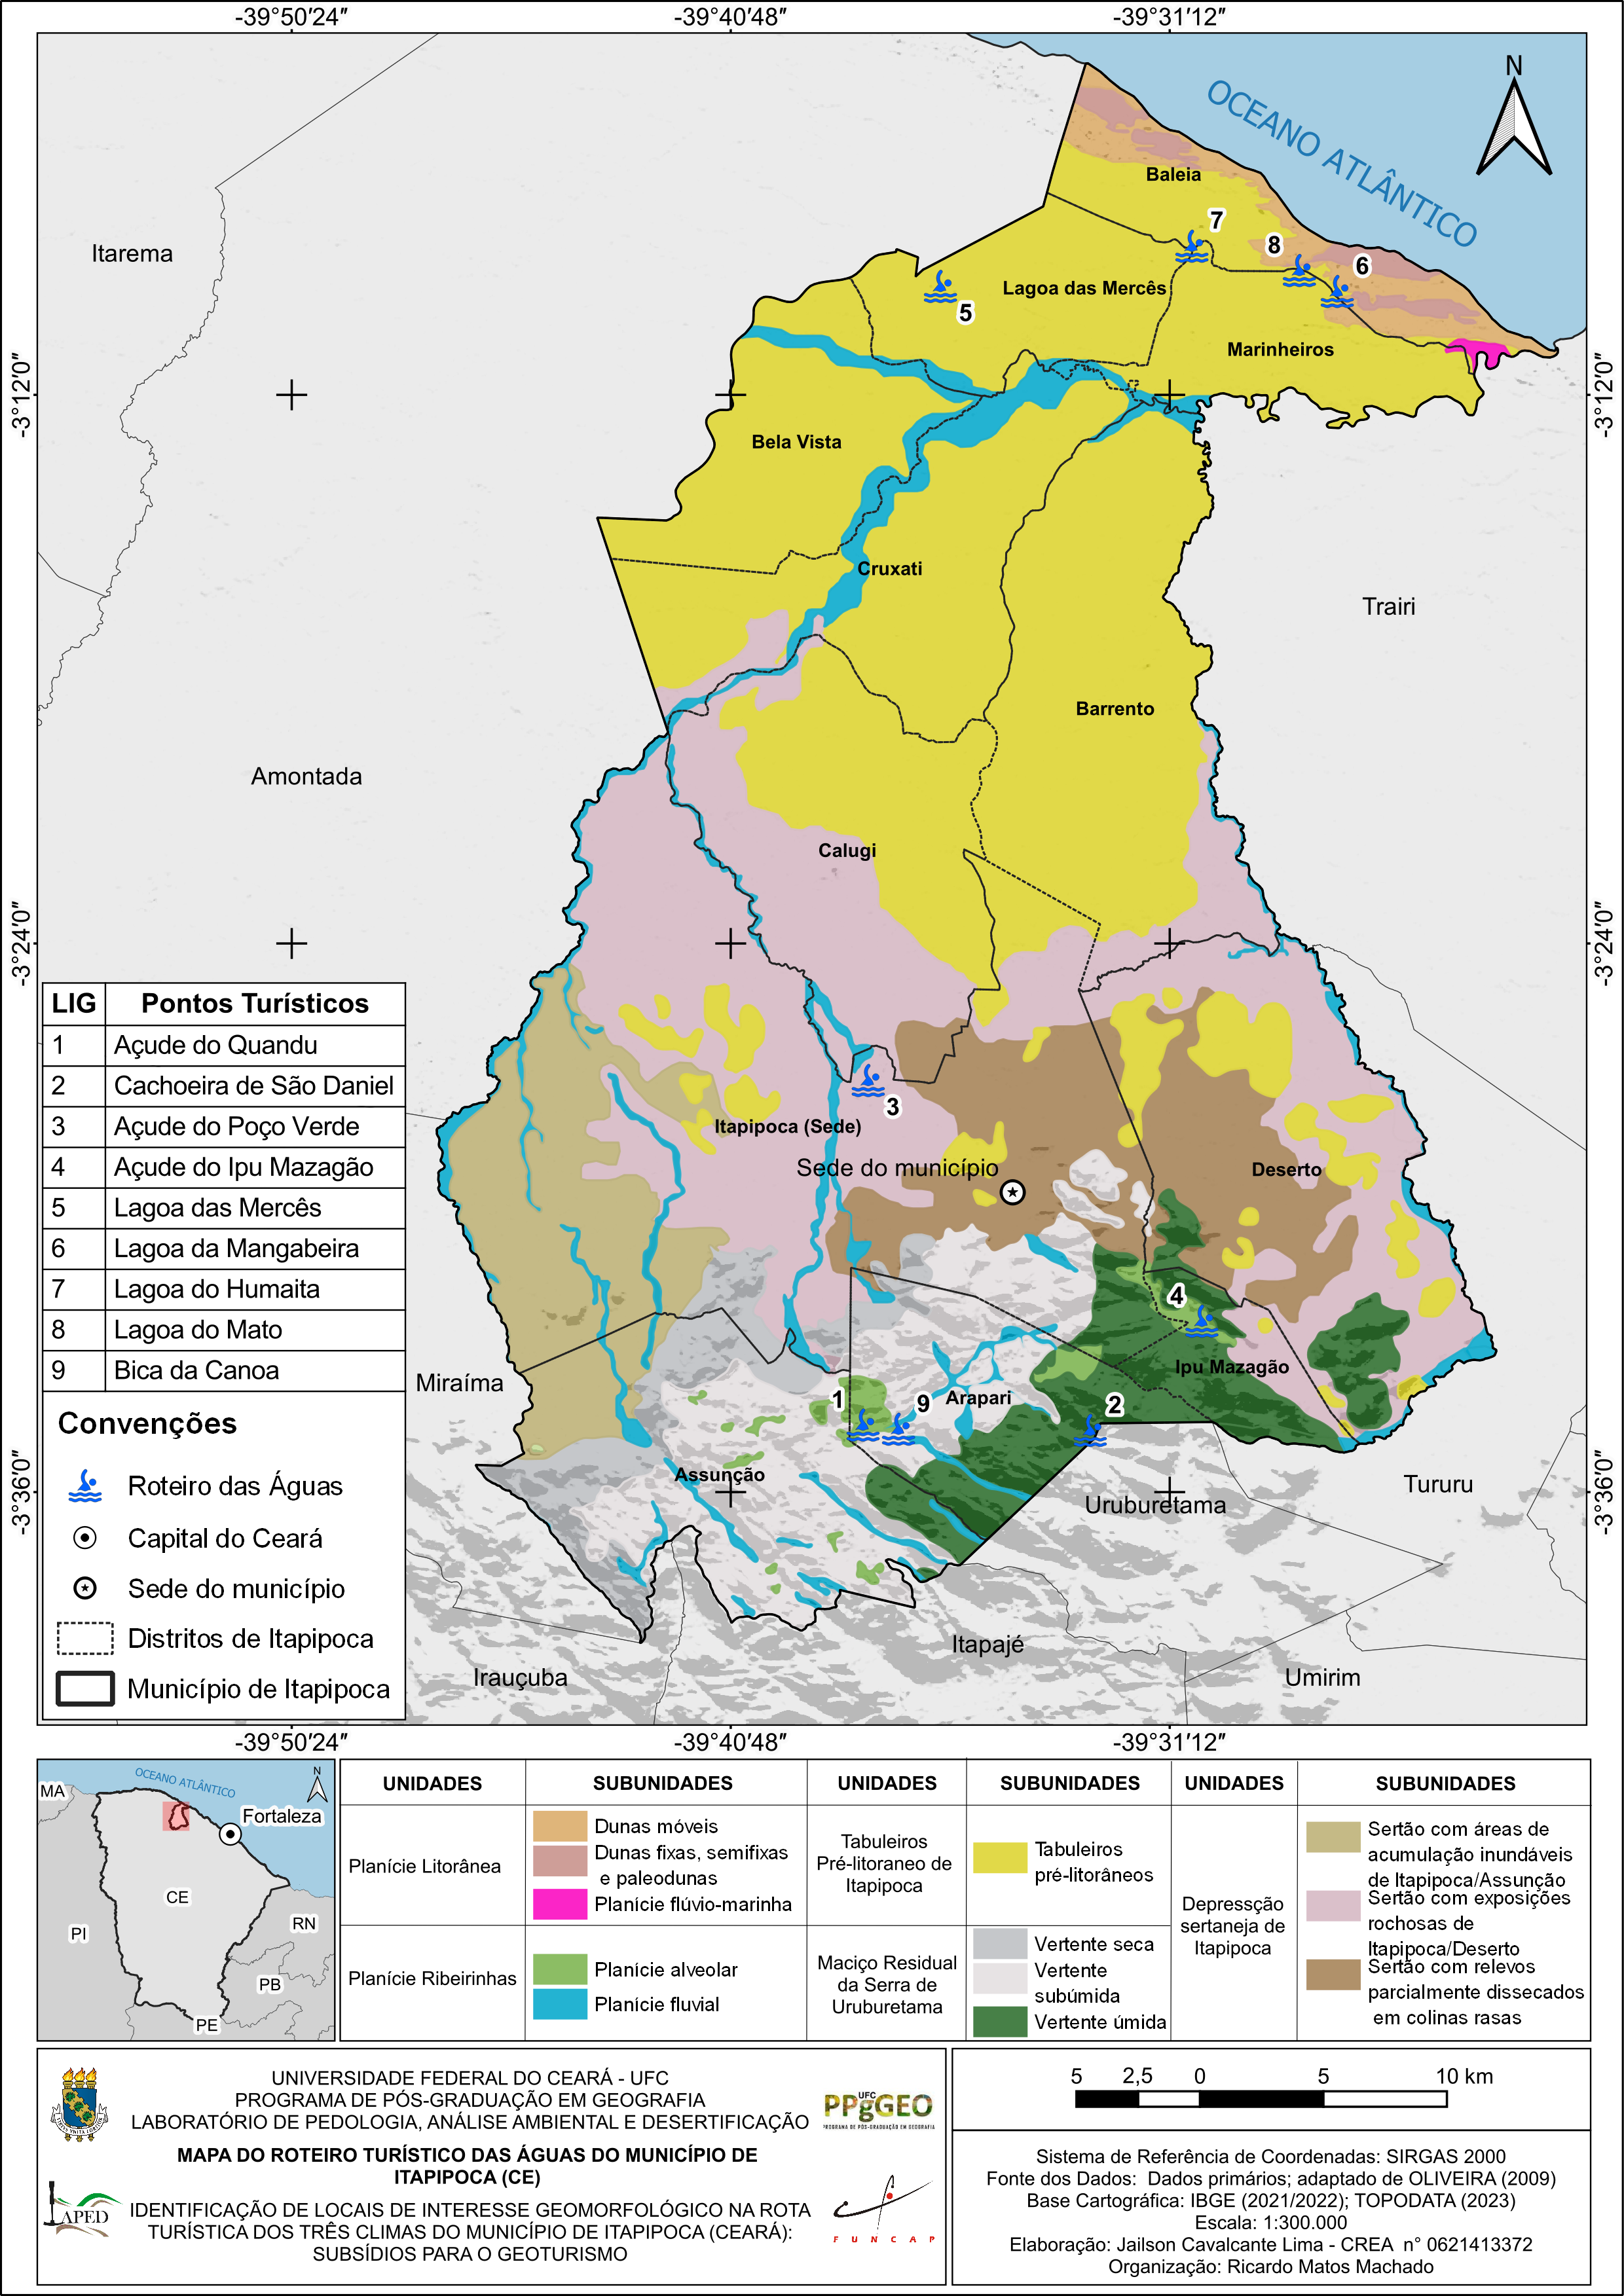 -39°50'24"
-39°40'48"
-39°31'12"
N
OCEANO ATLÂNTICO
Baleia
7
8
6
Itarema
Lagoa das Mercês
5
Marinheiros
-3°12'0"
-3°12'0"
Bela Vista
Cruxati
Trairi
Barrento
Amontada
Calugi
-3°24'0"
-3°24'0"
LIG Pontos Turísticos
1 Açude do Quandu
2 Cachoeira de São Daniel
3 Açude do Poço Verde
4 Açude do Ipu Mazagão
5 Lagoa das Mercês
6 Lagoa da Mangabeira
7 Lagoa do Humaita
8 Lagoa do Mato
9 Bica da Canoa
3
Itapipoca (Sede)
Sede do município
Deserto
4
Ipu Mazagão
Miraíma
1
9
Arapari
2
Assunção
Uruburetama
Tururu
-3°36'0"
-3°36'0"
Itapajé
Irauçuba
Umirim
Convenções
Roteiro das Águas
Capital do Ceará
Sede do município
Distritos de Itapipoca
Município de Itapipoca
-39°50'24"
-39°40'48"
-39°31'12"
OCEANO ATLÂNTICO
N
MA
Fortaleza
CE
PI
RN
PB
PE
UNIDADES SUBUNIDADES UNIDADES SUBUNIDADES UNIDADES SUBUNIDADES
Planície Litorânea
Dunas móveis
Dunas fixas, semifixas
e paleodunas
Planície flúvio-marinha
Planície Ribeirinhas
Planície alveolar
Planície fluvial
Tabuleiros
Pré-litoraneo de
Itapipoca
Tabuleiros
pré-litorâneos
Maciço Residual
da Serra de
Uruburetama
Vertente seca
Vertente
subúmida
Vertente úmida
Depressção
sertaneja de
Itapipoca
Sertão com áreas de
acumulação inundáveis
de Itapipoca/Assunção
Sertão com exposições
rochosas de
Itapipoca/Deserto
Sertão com relevos
parcialmente dissecados
em colinas rasas
UNIVERSIDADE FEDERAL DO CEARÁ - UFC
PROGRAMA DE PÓS-GRADUAÇÃO EM GEOGRAFIA
LABORATÓRIO DE PEDOLOGIA, ANÁLISE AMBIENTAL E DESERTIFICAÇÃO
MAPA DO ROTEIRO TURÍSTICO DAS ÁGUAS DO MUNICÍPIO DE
ITAPIPOCA (CE)
IDENTIFICAÇÃO DE LOCAIS DE INTERESSE GEOMORFOLÓGICO NA ROTA
TURÍSTICA DOS TRÊS CLIMAS DO MUNICÍPIO DE ITAPIPOCA (CEARÁ):
SUBSÍDIOS PARA O GEOTURISMO
LAPED
UFC
PPgGEO
PROGRAMA DE PÓS-GRADUAÇÃO EM GEOGRAFIA
FUNCAP
5 2,5 0 5 10 km
Sistema de Referência de Coordenadas: SIRGAS 2000
Fonte dos Dados: Dados primários; adaptado de OLIVEIRA (2009)
Base Cartográfica: IBGE (2021/2022); TOPODATA (2023)
Escala: 1:300.000
Elaboração: Jailson Cavalcante Lima - CREA n° 0621413372
Organização: Ricardo Matos Machado